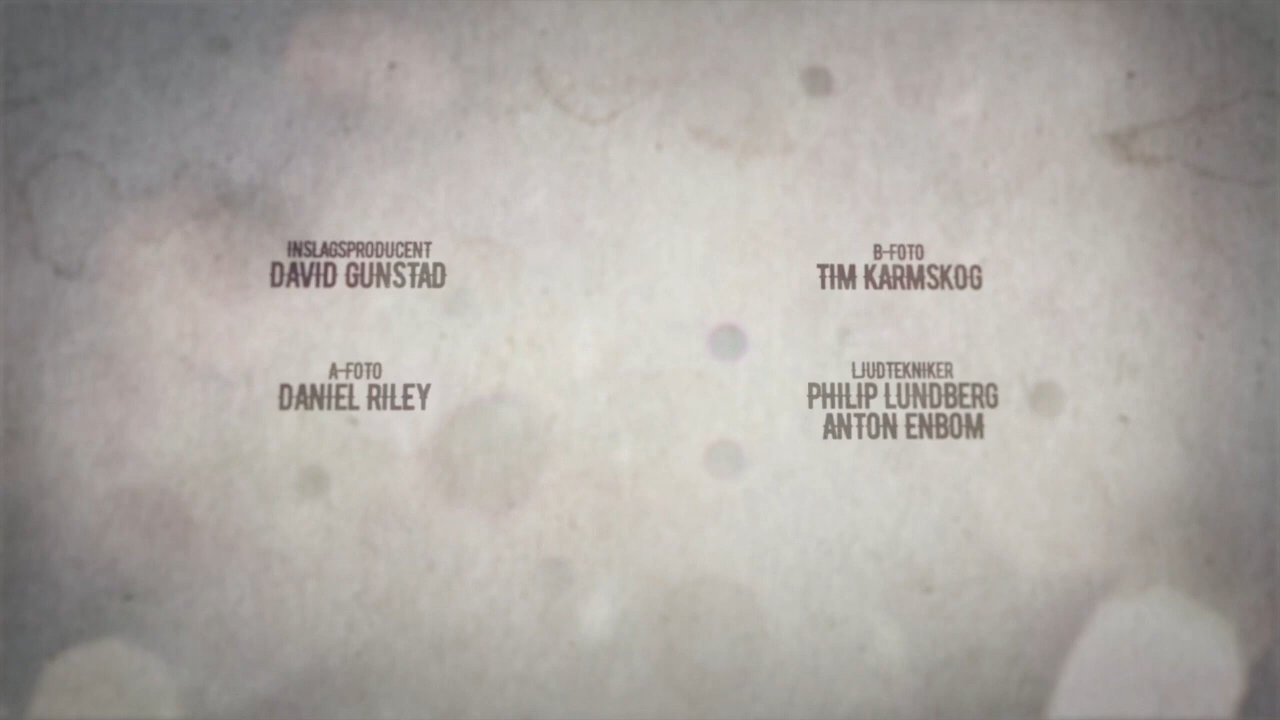 INSLAGSPRODUCENT
DAVID GUNSTAD
A-FOTO
DANIEL RILEY
B-FOTO
TIM KARMSKOG
LJUDTEKNIKER
PHILIP LUNDBERG
ANTON ENBOM